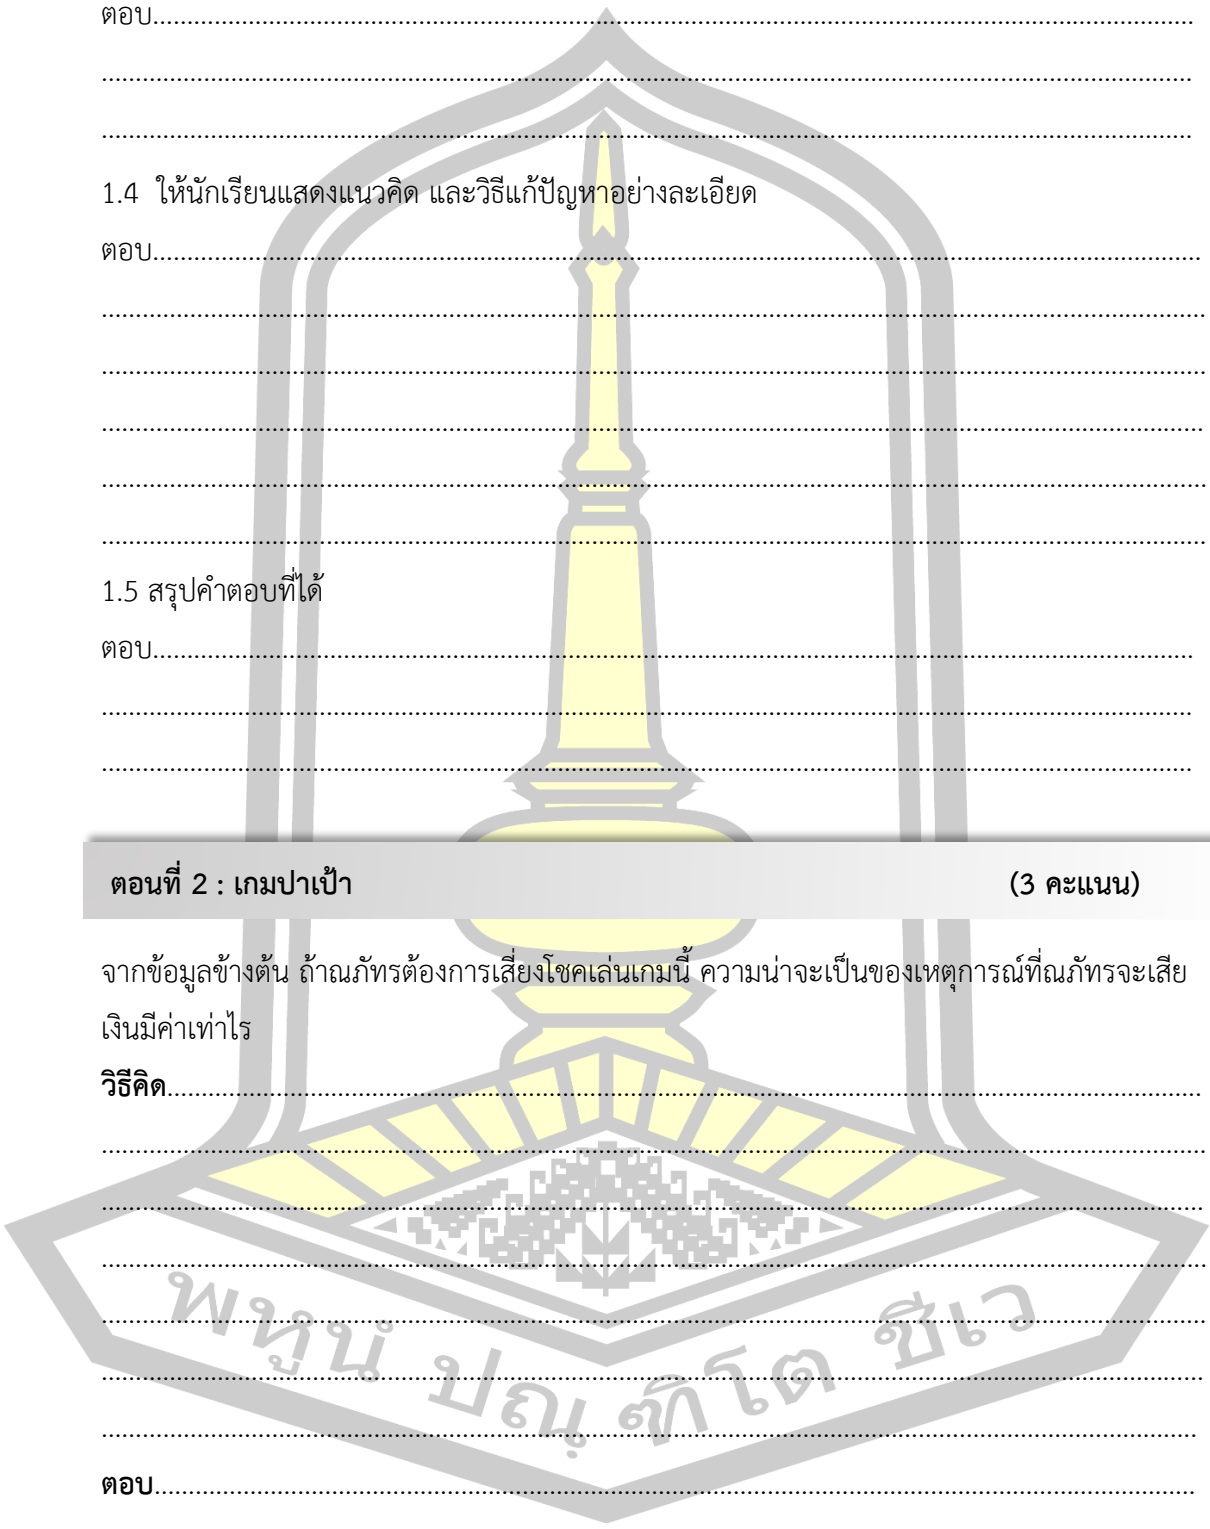 ตอบ........................................................................................................................................................
................................................................................................................................................................
................................................................................................................................................................
1.4 ให้นักเรียนแสดงแนวคิด และวิธีแก้ปัญหาอย่างละเอียด
ตอบ........................................................................................................................................................
................................................................................................................................................................
................................................................................................................................................................
................................................................................................................................................................
................................................................................................................................................................
................................................................................................................................................................
1.5 สรุปคำตอบที่ได้
ตอบ........................................................................................................................................................
................................................................................................................................................................
................................................................................................................................................................
ตอนที่ 2 : เกมปาเป้า (3 คะแนน)
จากข้อมูลข้างต้น ถ้าณภัทรต้องการเสี่ยงโชคเล่นเกมนี้ ความน่าจะเป็นของเหตุการณ์ที่ณภัทรจะเสีย
เงินมีค่าเท่าไร
วิธีคิด......................................................................................................................................................
................................................................................................................................................................
................................................................................................................................................................
................................................................................................................................................................
................................................................................................................................................................
................................................................................................................................................................
................................................................................................................................................................
ตอบ........................................................................................................................................................
พหูนํ ปณฺฑิโต ชีเว